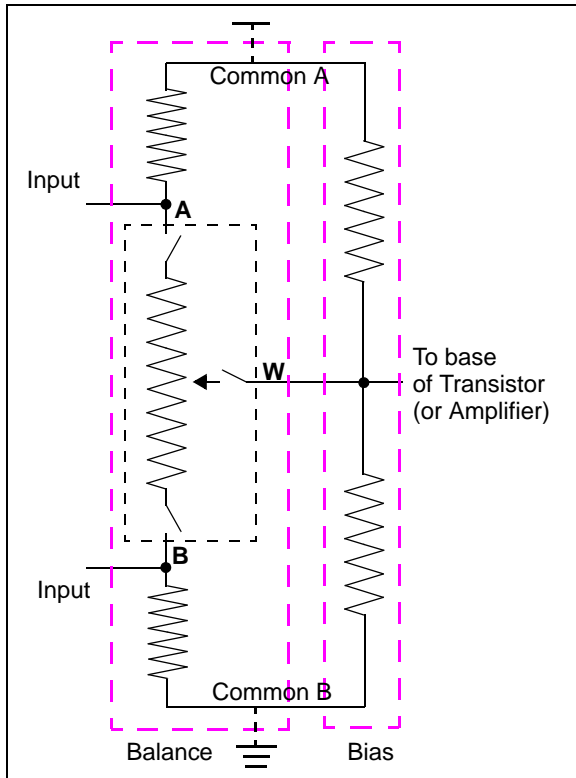 Common A
Input
A
W
To base
of Transistor
(or Amplifier)
B
Input
Common B
Balance
Bias